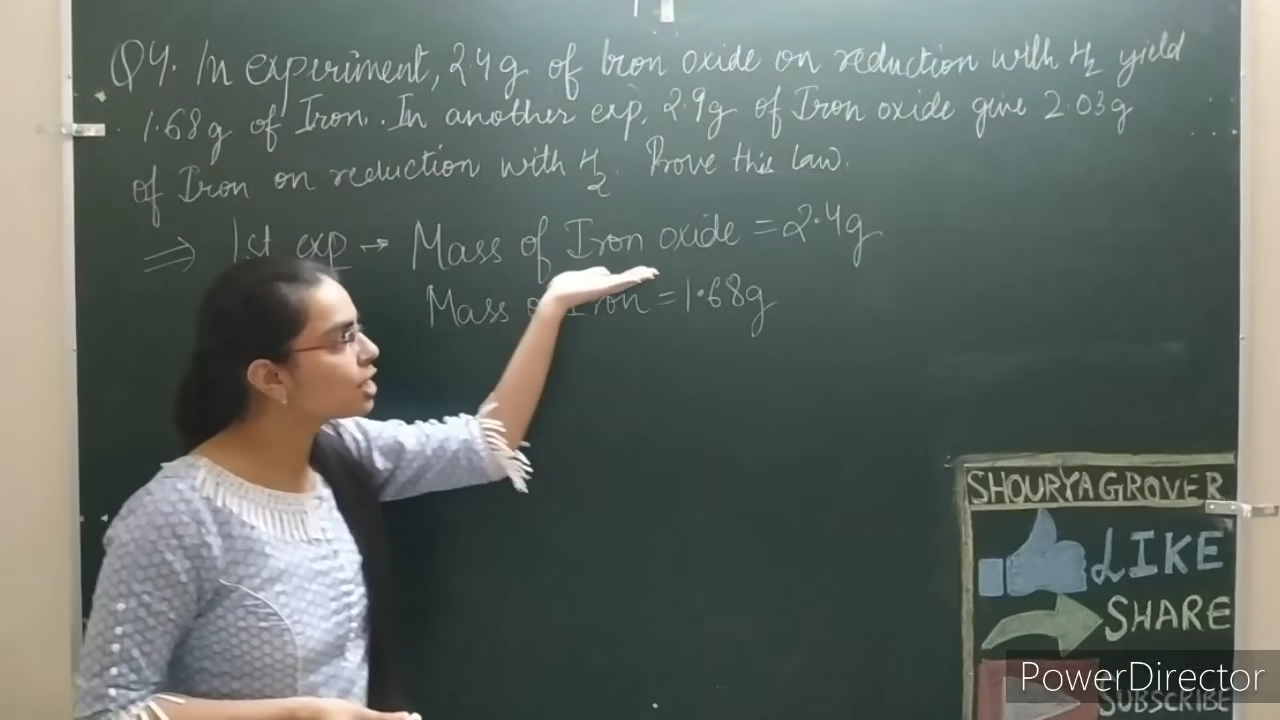 Q4. In experiment, 2.4g of Iron oxide on reduction with H2 yield
1.68g of Iron. In another exp, 2.9g of Iron oxide give 2.03g
of Iron on reduction with H2. Prove this law.
⇒ 1st exp → Mass of Iron oxide = 2.4g
Mass of Iron = 1.68g
SHOURYA GROVER
LIKE
SHARE
PowerDirector
SUBSCRIBE